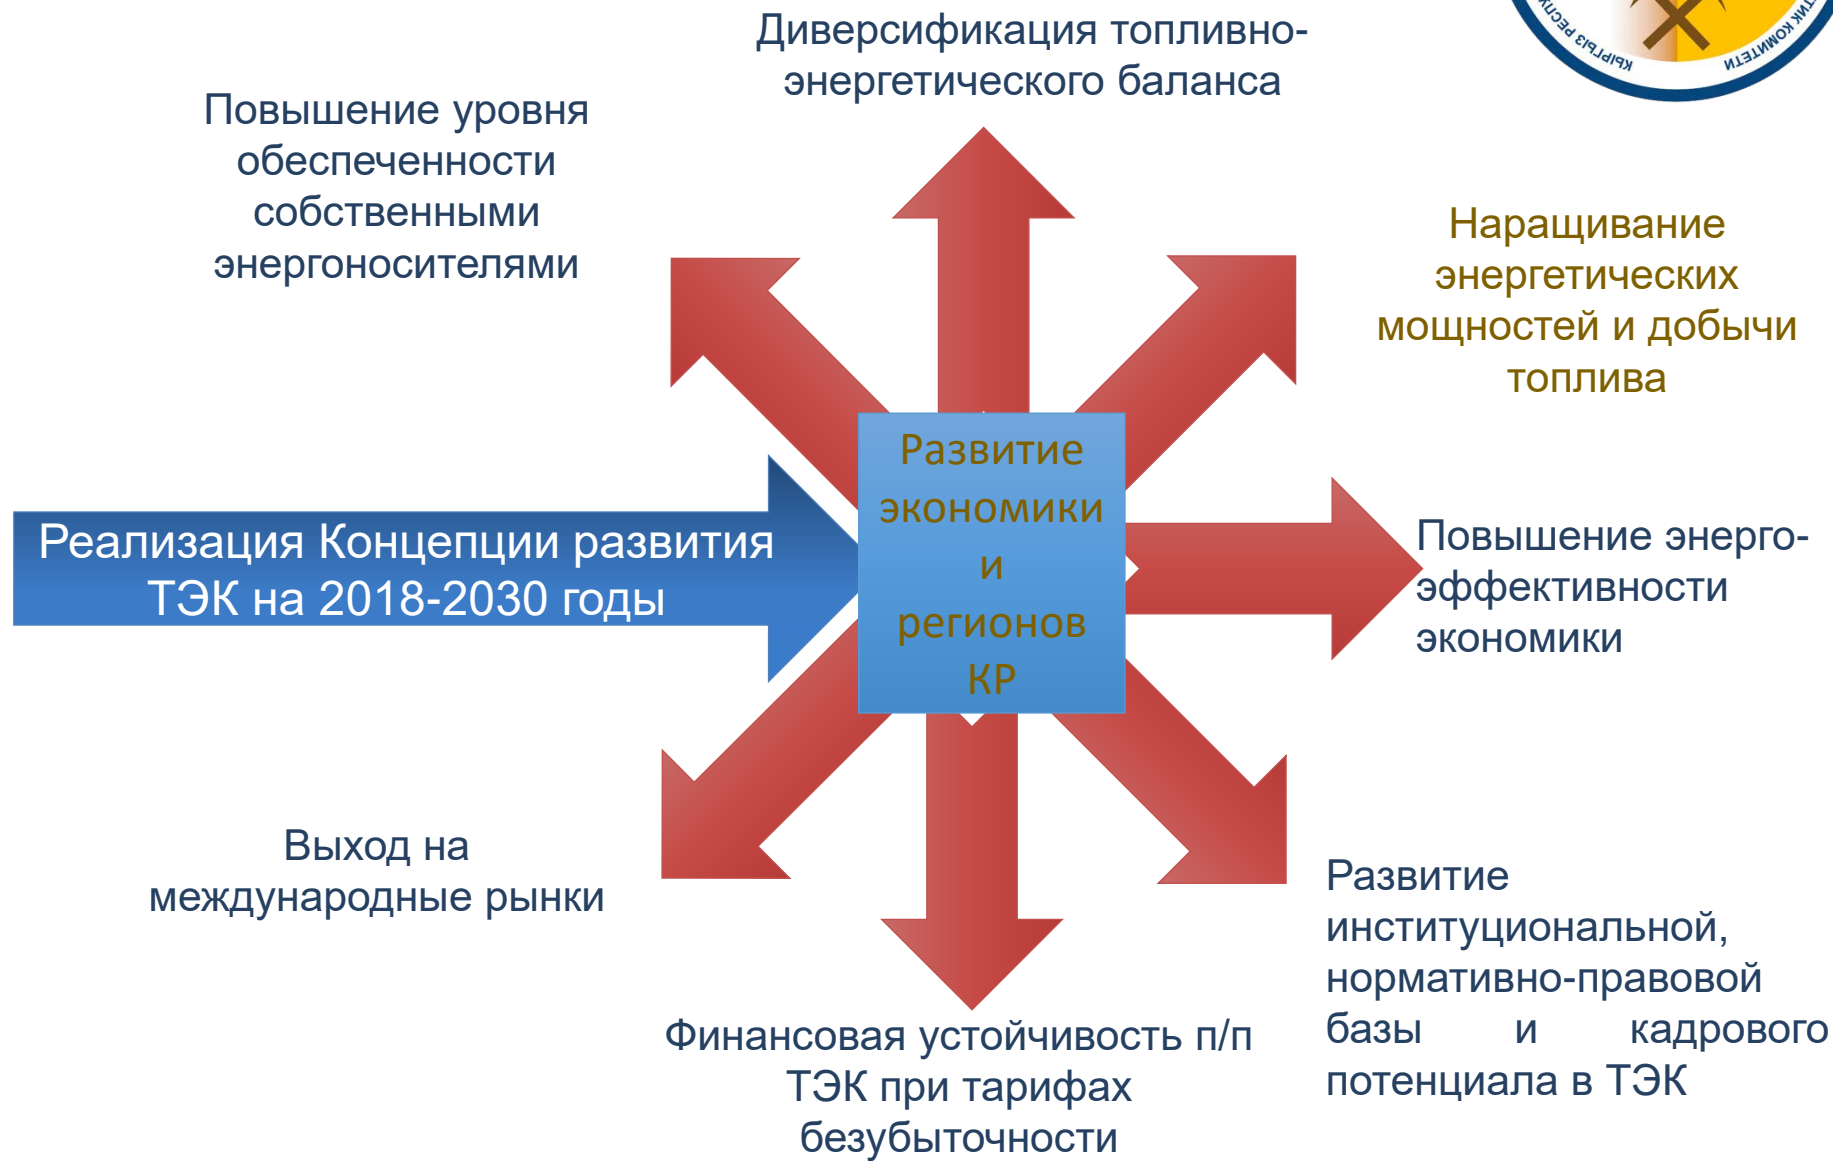 Диверсификация топливно-
энергетического баланса
КЫРГЫЗ
КОМИТЕТИ
Повышение уровня
обеспеченности
собственными
энергоносителями
Наращивание
энергетических
мощностей и добычи
топлива
Реализация Концепции развития
ТЭК на 2018-2030 годы
Развитие
экономики
и
регионов
КР
Повышение энерго-
эффективности
экономики
Выход на
международные рынки
Финансовая устойчивость п/п
ТЭК при тарифах
безубыточности
Развитие
институциональной,
нормативно-правовой
базы и кадрового
потенциала в ТЭК